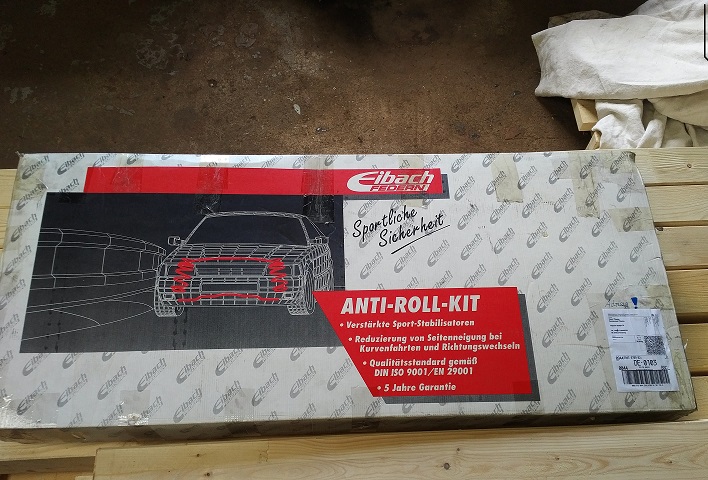 Eibach
FEDERN
Sportliche
Sicherheit
ANTI-ROLL-KIT
• Verstärkte Sport-Stabilisatoren
• Reduzierung von Seitenneigung bei
Kurvenfahrten und Richtungswechseln
• Qualitätsstandard gemäß
DIN ISO 9001/EN 29001
• 5 Jahre Garantie
DE-0103